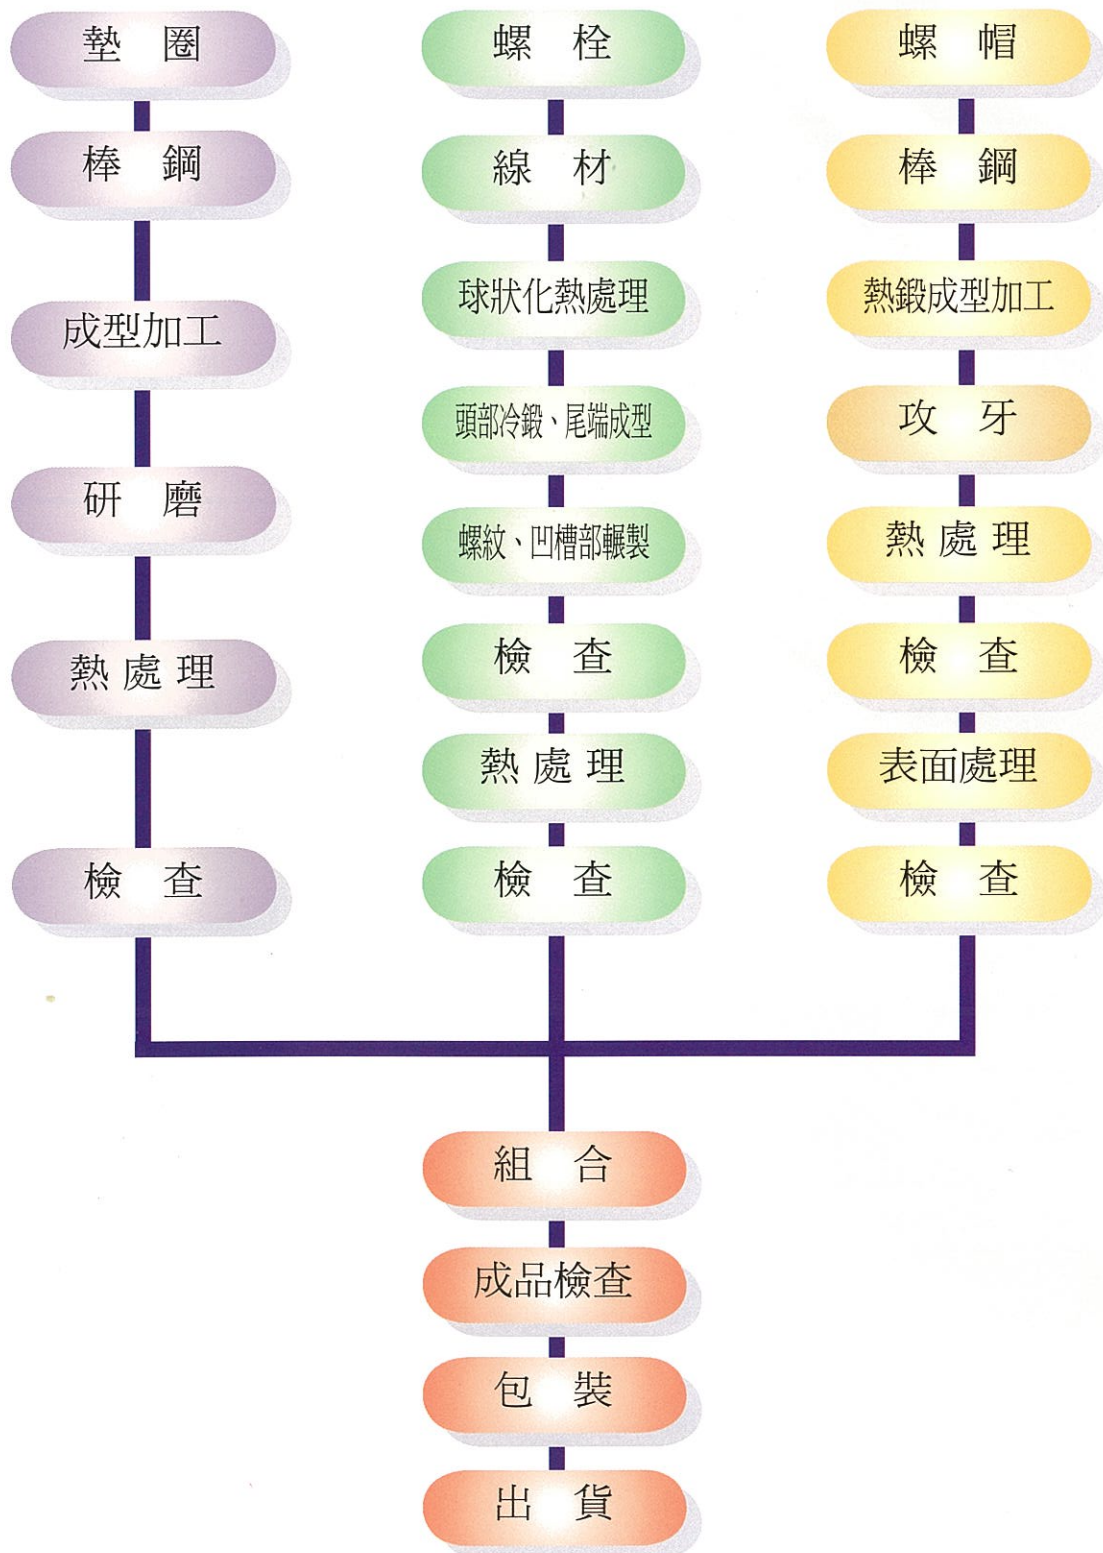 墊 圈
棒 鋼
成型加工
研 磨
熱處理
檢 查
螺 栓
線 材
球狀化熱處理
頭部冷鍛、尾端成型
螺紋、凹槽部輾製
檢 查
熱處理
檢 查
螺 帽
棒 鋼
熱鍛成型加工
攻 牙
熱處理
檢 查
表面處理
檢 查
組 合
成品檢查
包 裝
出 貨